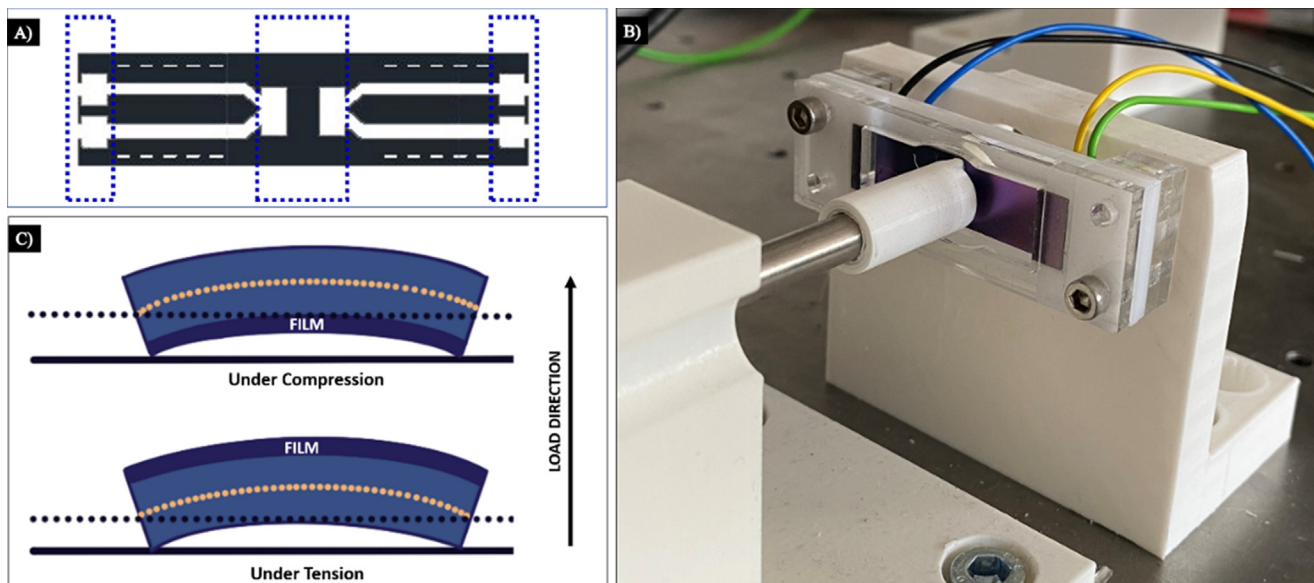 A)
B)
C)
FILM
Under Compression
FILM
Under Tension
LOAD DIRECTION